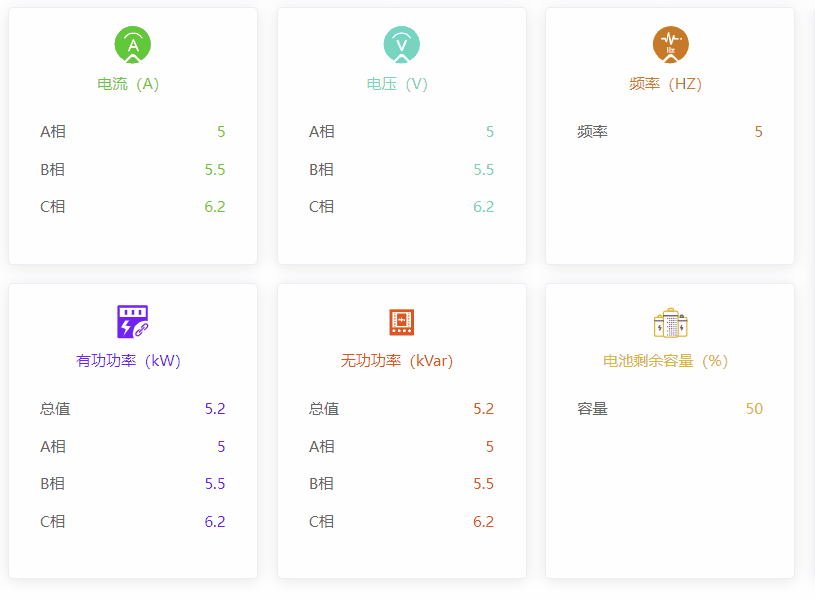 A
电流（A）
A相 5
B相 5.5
C相 6.2
V
电压（V）
A相 5
B相 5.5
C相 6.2
Hz
频率（HZ）
频率 5
有功功率（kW）
总值 5.2
A相 5
B相 5.5
C相 6.2
无功功率（kVar）
总值 5.2
A相 5
B相 5.5
C相 6.2
电池剩余容量（%）
容量 50